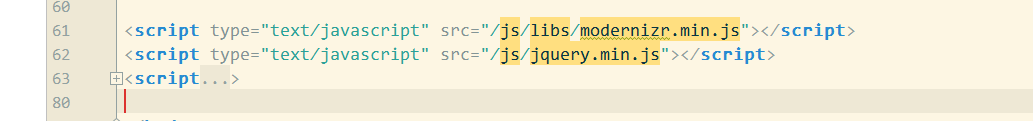 60
61 <script type="text/javascript" src="/js/libs/modernizr.min.js"></script>
62 <script type="text/javascript" src="/js/jquery.min.js"></script>
63 <script...>
80